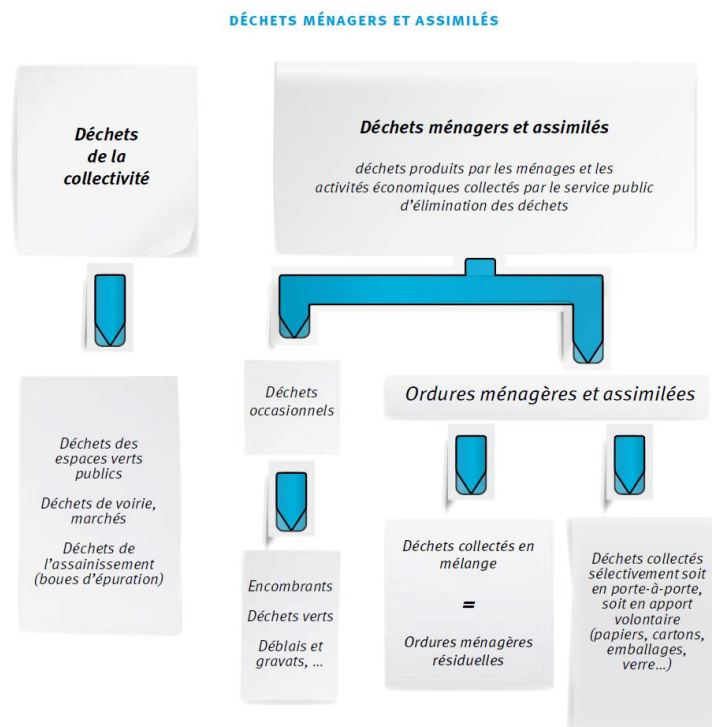 DÉCHETS MÉNAGERS ET ASSIMILÉS
Déchets
de la
collectivité
Déchets ménagers et assimilés
déchets produits par les ménages et les
activités économiques collectés par le service public
d'élimination des déchets
Déchets des
espaces verts
publics
Déchets de voirie,
marchés
Déchets de
l'assainissement
(boues d'épuration)
Déchets
occasionnels
Ordures ménagères et assimilées
Encombrants
Déchets verts
Déblais et
gravats, ...
Déchets collectés en
mélange
=
Ordures ménagères
résiduelles
Déchets collectés
sélectivement soit
en porte-à-porte,
soit en apport
volontaire
(papiers, cartons,
emballages,
verre...)